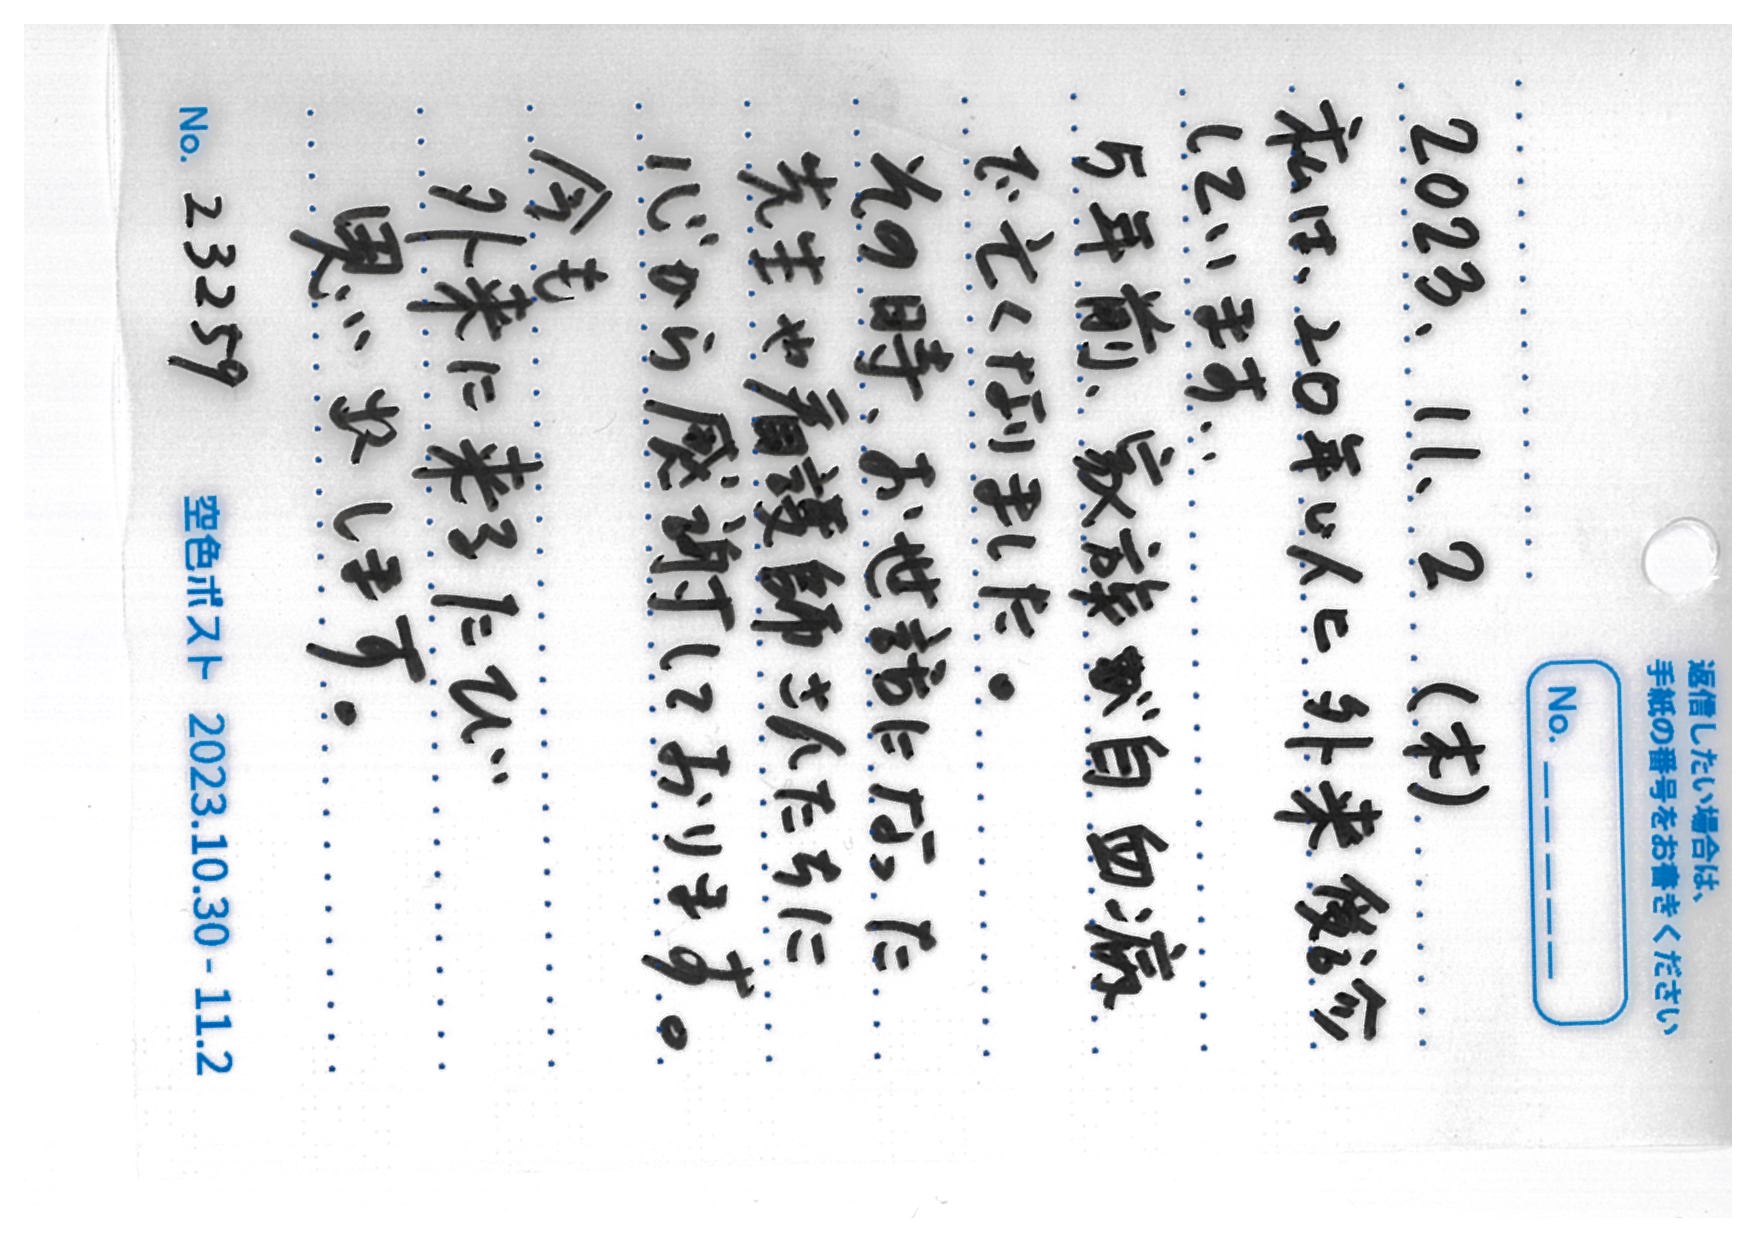 返信したい場合は、
手紙の番号をお書きください
No. _ _ _ _ _
2023、11、2 (木)
私は、20年以上 外来 後診
しています..
5年前、家族が白血病
で亡くなりました。
その時、お世話になった
先生や看護師さんたちに
心から感謝しております。
今も
外来に来るたび
思い出します。
No. 23259 空色ポスト 2023.10.30 - 11.2